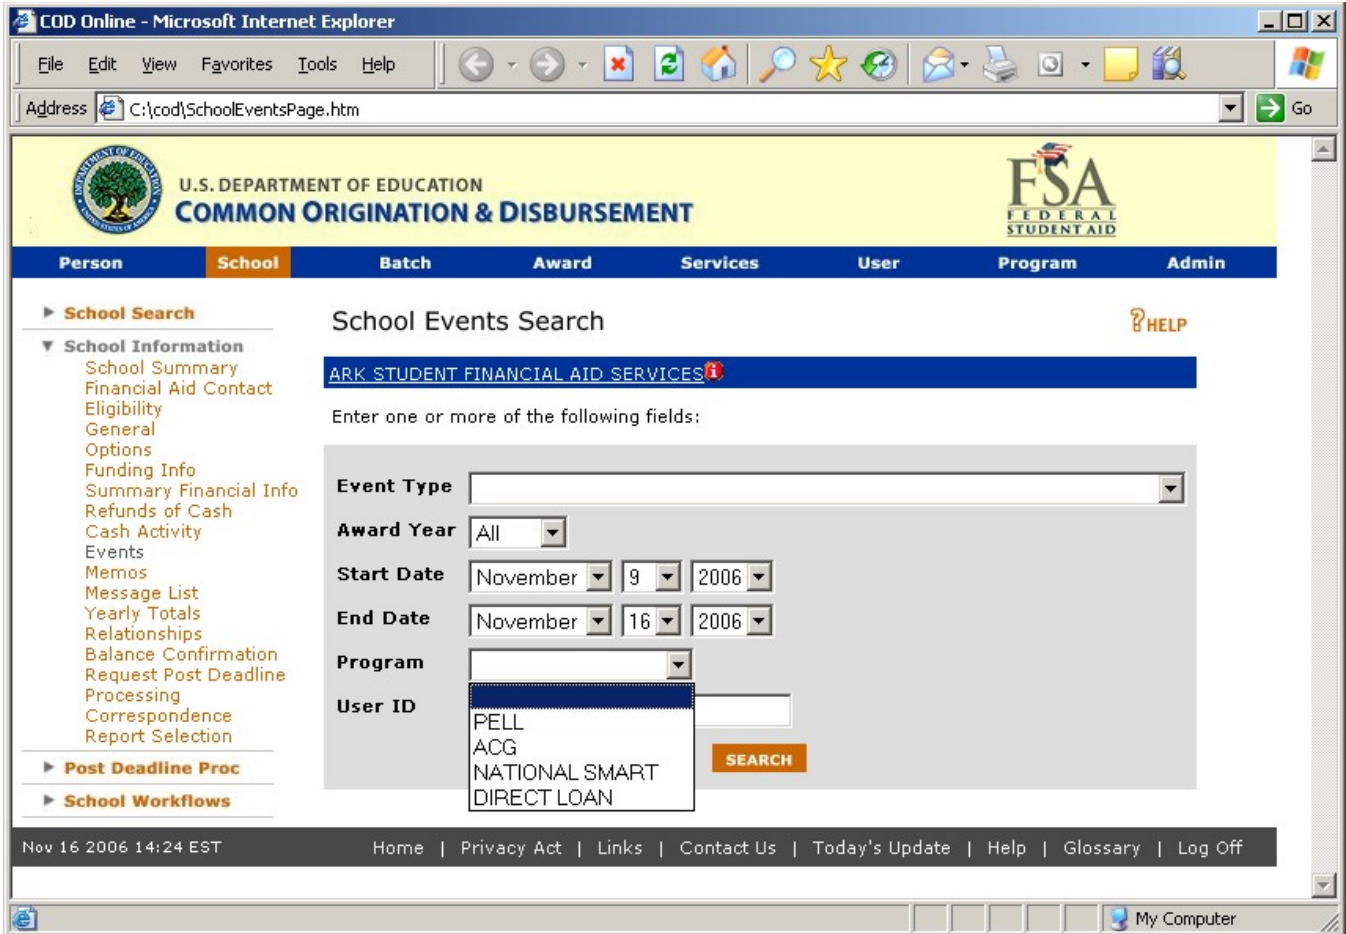 COD Online - Microsoft Internet Explorer
File Edit View Favorites Tools Help
Address C:\cod\SchoolEventsPage.htm Go
U.S. DEPARTMENT OF EDUCATION
COMMON ORIGINATION & DISBURSEMENT
FSA
FEDERAL
STUDENT AID
Person School Batch Award Services User Program Admin
School Search
School Information
School Summary
Financial Aid Contact
Eligibility
General
Options
Funding Info
Summary Financial Info
Refunds of Cash
Cash Activity
Events
Memos
Message List
Yearly Totals
Relationships
Balance Confirmation
Request Post Deadline
Processing
Correspondence
Report Selection
Post Deadline Proc
School Workflows
School Events Search
? HELP
ARK STUDENT FINANCIAL AID SERVICES
Enter one or more of the following fields:
Event Type
Award Year All
Start Date November 9 2006
End Date November 16 2006
Program
User ID
PELL
ACG
NATIONAL SMART
DIRECT LOAN
SEARCH
Nov 16 2006 14:24 EST Home | Privacy Act | Links | Contact Us | Today's Update | Help | Glossary | Log Off
My Computer